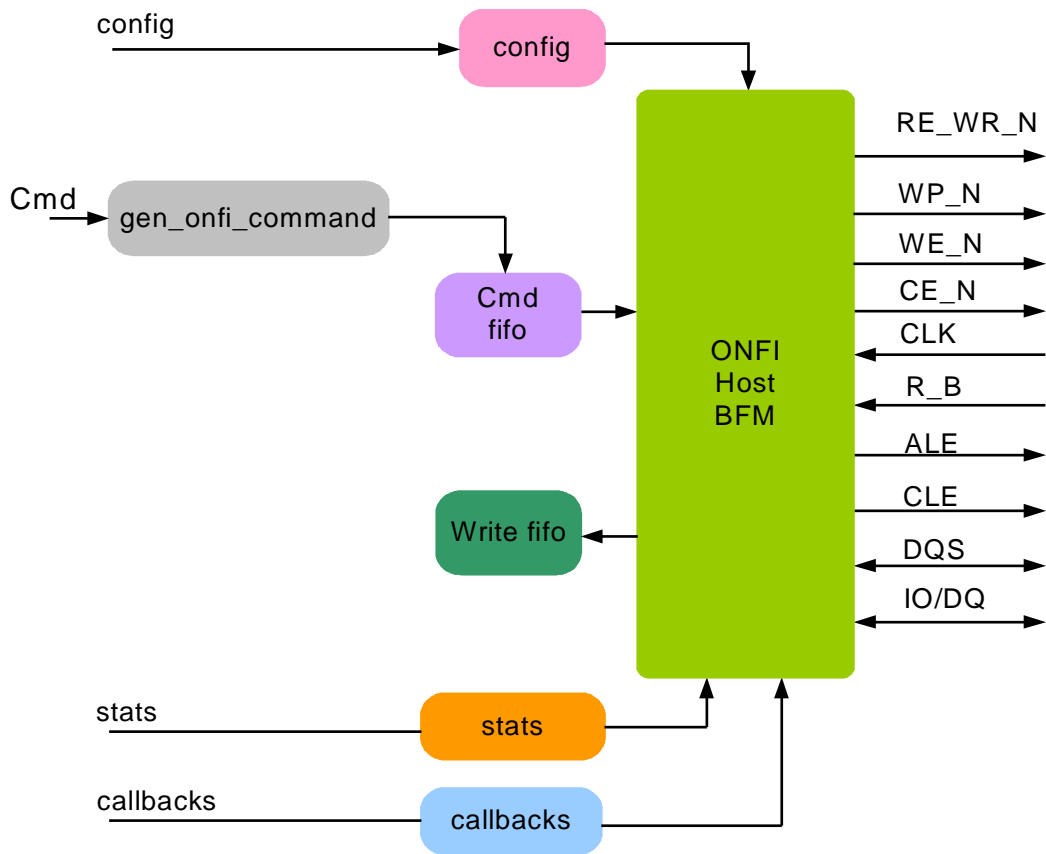 config
config
RE_WR_N
Cmd
gen_onfi_command
WP_N
WE_N
CE_N
Cmd
fifo
CLK
ONFI
Host
BFM
R_B
ALE
CLE
Write fifo
DQS
IO/DQ
stats
stats
callbacks
callbacks